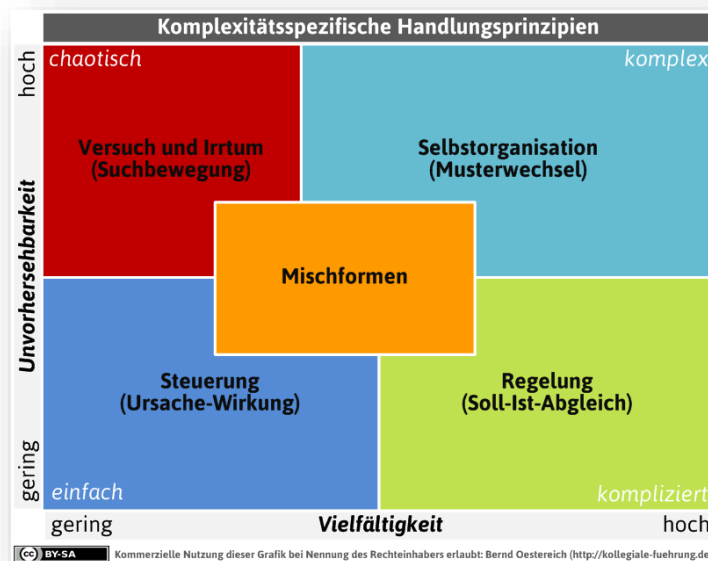 Komplexitätsspezifische Handlungsprinzipien
hoch
chaotisch
komplex
Versuch und Irrtum
(Suchbewegung)
Selbstorganisation
(Musterwechsel)
Unvorhersehbarkeit
Mischformen
Steuerung
(Ursache-Wirkung)
Regelung
(Soll-Ist-Abgleich)
gering
einfach
kompliziert
gering
Vielfältigkeit
hoch
cc BY-SA Kommerzielle Nutzung dieser Grafik bei Nennung des Rechteinhabers erlaubt: Bernd Oestereich (http://kollegiale-fuehrung.de